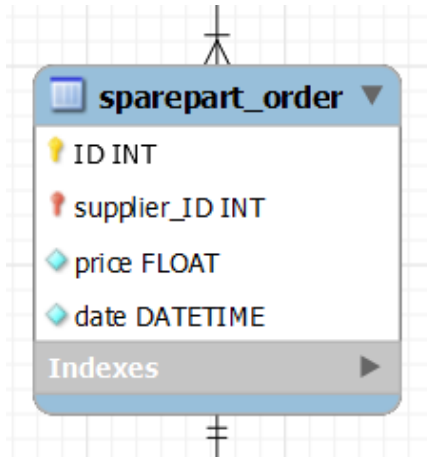 sparepart_order
ID INT
supplier_ID INT
price FLOAT
date DATETIME
Indexes